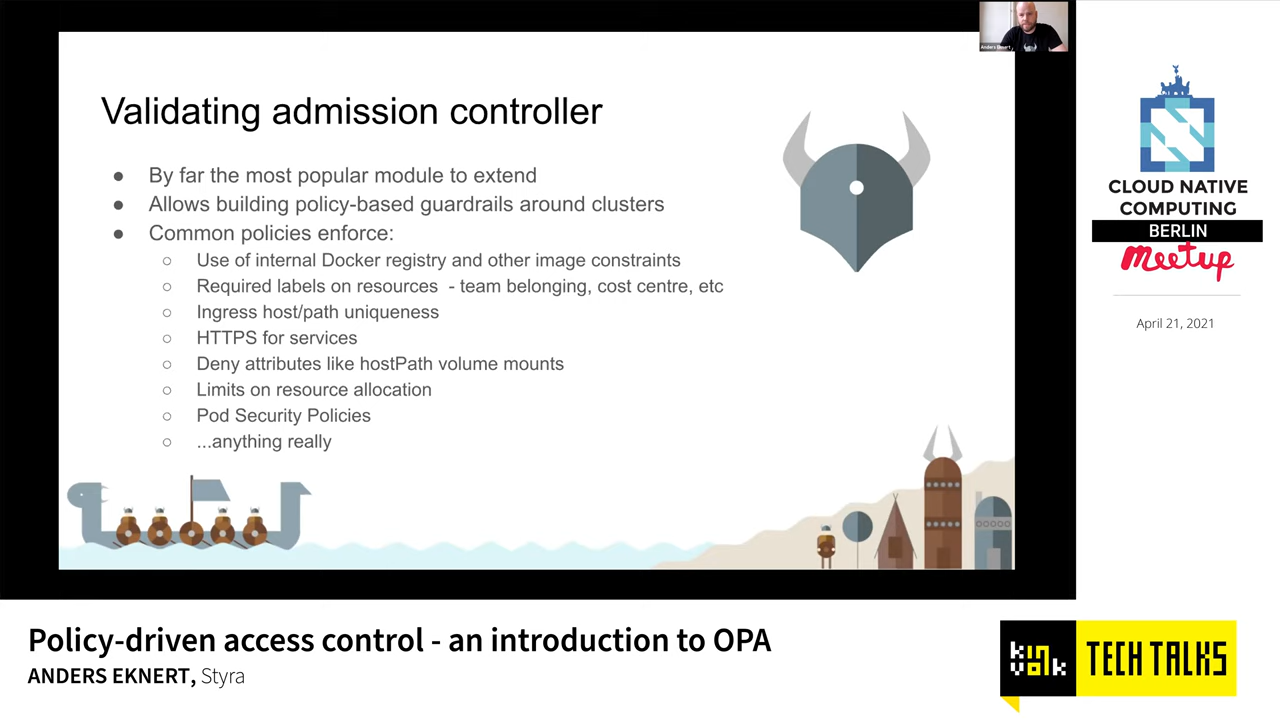 Validating admission controller
● By far the most popular module to extend
● Allows building policy-based guardrails around clusters
● Common policies enforce:
○ Use of internal Docker registry and other image constraints
○ Required labels on resources - team belonging, cost centre, etc
○ Ingress host/path uniqueness
○ HTTPS for services
○ Deny attributes like hostPath volume mounts
○ Limits on resource allocation
○ Pod Security Policies
○ ...anything really
Anders Eknert
CLOUD NATIVE
COMPUTING
BERLIN
Meetup
April 21, 2021
Policy-driven access control - an introduction to OPA
ANDERS EKNERT, Styra
kinvolk
TECH TALKS